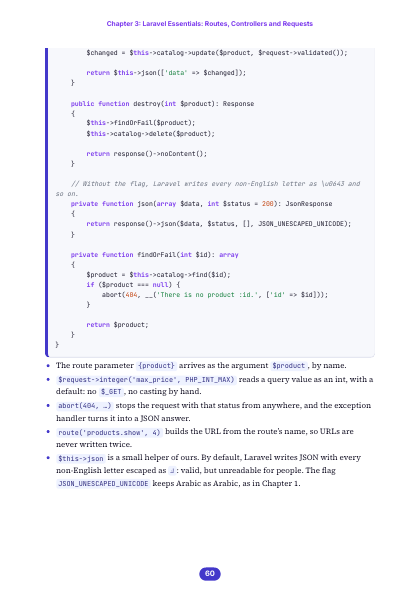 Chapter 3: Laravel Essentials: Routes, Controllers and Requests
$changed = $this->catalog->update($product, $request->validated());
return $this->json(['data' => $changed]);
}
public function destroy(int $product): Response
{
$this->findOrFail($product);
$this->catalog->delete($product);
return response()->noContent();
}
// Without the flag, Laravel writes every non-English letter as \u0643 and
so on.
private function json(array $data, int $status = 200): JsonResponse
{
return response()->json($data, $status, [], JSON_UNESCAPED_UNICODE);
}
private function findOrFail(int $id): array
{
$product = $this->catalog->find($id);
if ($product === null) {
abort(404, __('There is no product :id.', ['id' => $id]));
}
return $product;
}
}
• The route parameter {product} arrives as the argument $product, by name.
• $request->integer('max_price', PHP_INT_MAX) reads a query value as an int, with a
default: no $_GET, no casting by hand.
• abort(404, …) stops the request with that status from anywhere, and the exception
handler turns it into a JSON answer.
• route('products.show', 4) builds the URL from the route's name, so URLs are
never written twice.
• $this->json is a small helper of ours. By default, Laravel writes JSON with every
non-English letter escaped as : valid, but unreadable for people. The flag
JSON_UNESCAPED_UNICODE keeps Arabic as Arabic, as in Chapter 1.
60